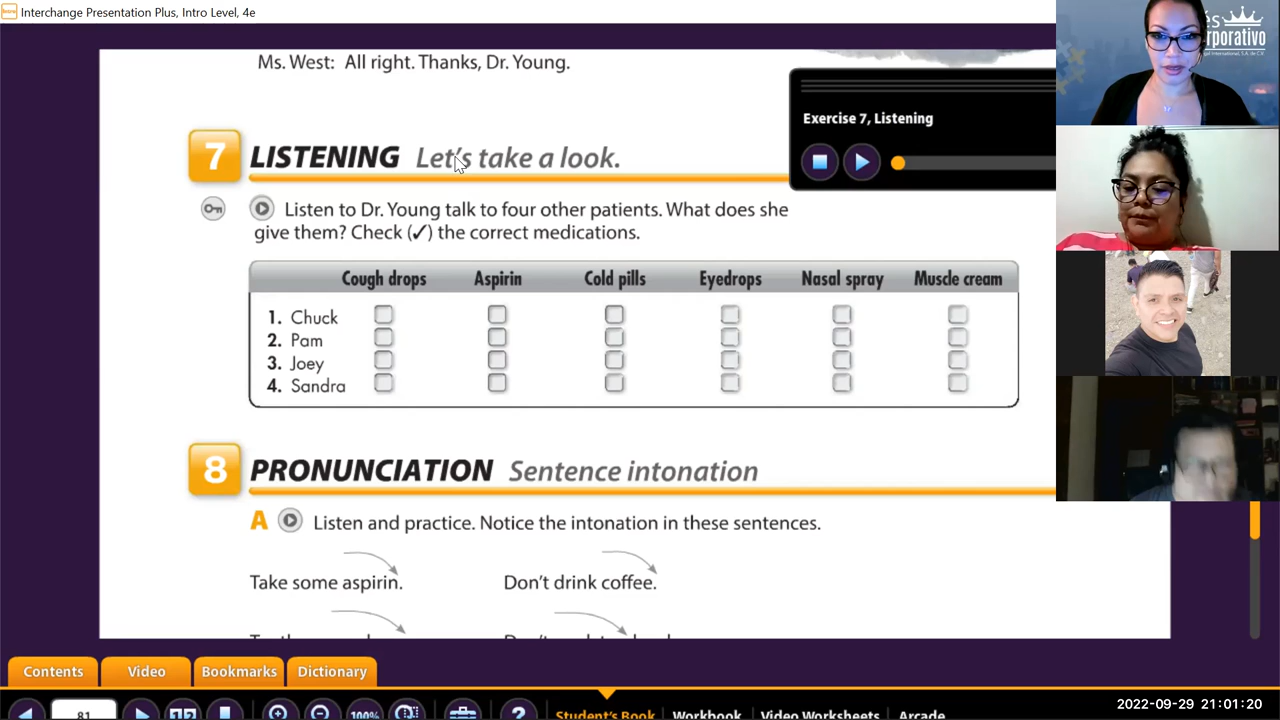 Interchange Presentation Plus, Intro Level, 4e
Ms. West: All right. Thanks, Dr. Young.
Exercise 7, Listening
7 LISTENING Let's take a look.
Listen to Dr. Young talk to four other patients. What does she
give them? Check (✓) the correct medications.
Cough drops Aspirin Cold pills Eyedrops Nasal spray Muscle cream
1. Chuck
2. Pam
3. Joey
4. Sandra
8 PRONUNCIATION Sentence intonation
A Listen and practice. Notice the intonation in these sentences.
Take some aspirin. Don't drink coffee.
Contents Video Bookmarks Dictionary
81 100% ? Student's Book Workbook Video Worksheets Arcade
2022-09-29 21:01:20